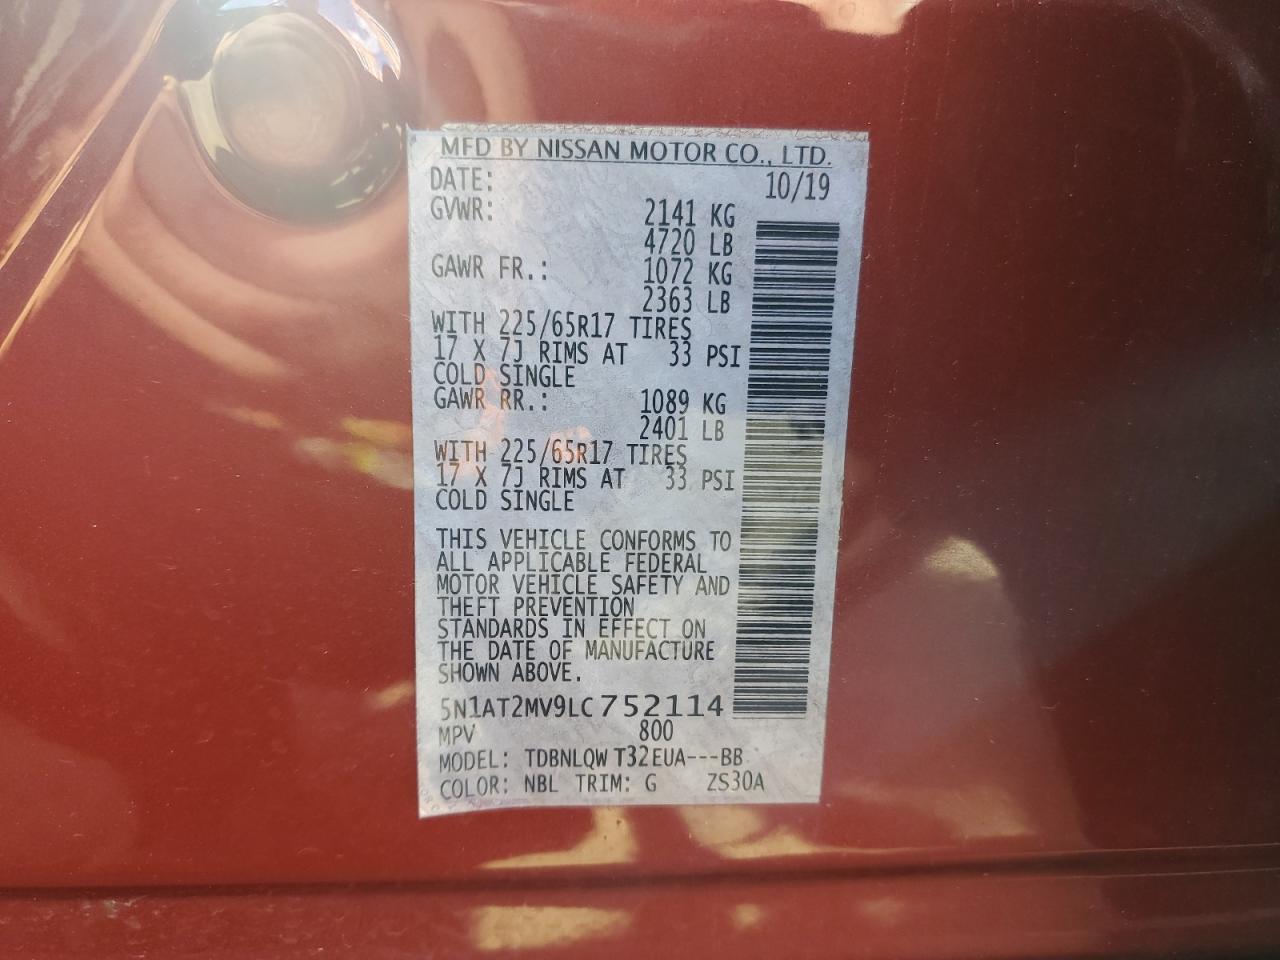 MFD BY NISSAN MOTOR CO., LTD.
DATE: 10/19
GVWR: 2141 KG
4720 LB
GAWR FR.: 1072 KG
2363 LB
WITH 225/65R17 TIRES
17 X 7J RIMS AT 33 PSI
COLD SINGLE
GAWR RR.: 1089 KG
2401 LB
WITH 225/65R17 TIRES
17 X 7J RIMS AT 33 PSI
COLD SINGLE
THIS VEHICLE CONFORMS TO
ALL APPLICABLE FEDERAL
MOTOR VEHICLE SAFETY AND
THEFT PREVENTION
STANDARDS IN EFFECT ON
THE DATE OF MANUFACTURE
SHOWN ABOVE.
5N1AT2MV9LC752114
MPV 800
MODEL: TDBNLQW T32EUA---BB
COLOR: NBL TRIM: G ZS30A